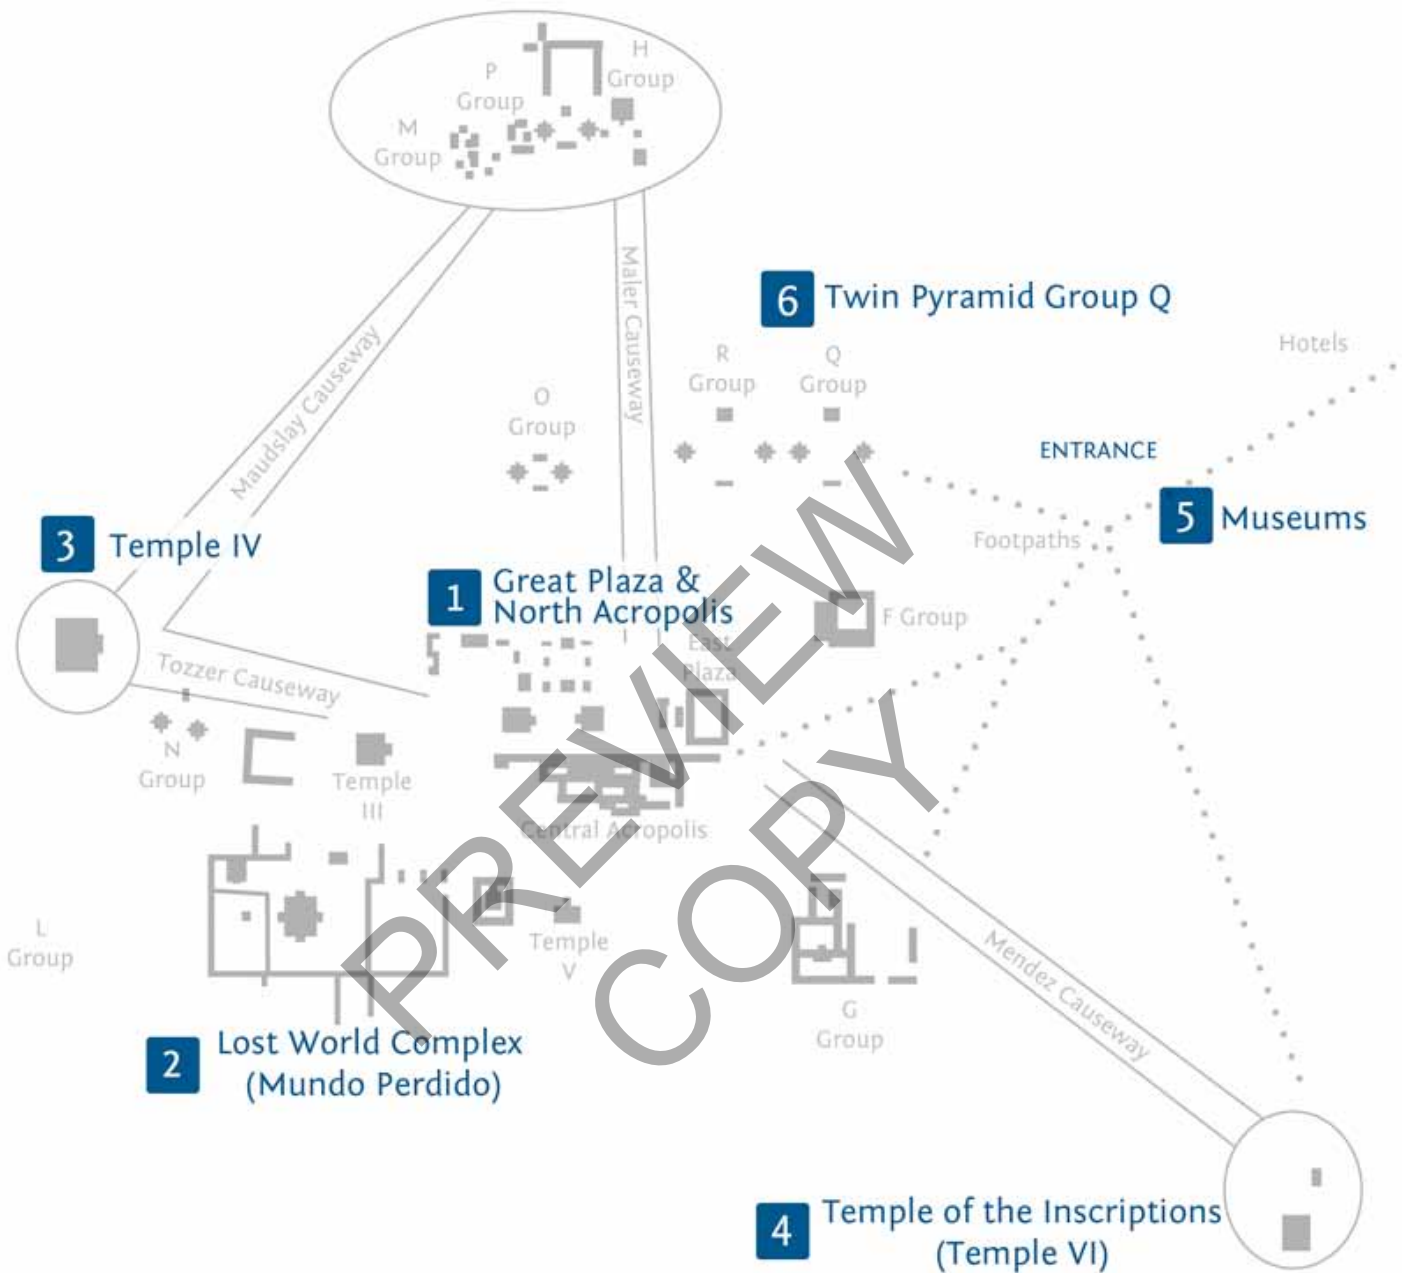 H
Group
P
Group
M
Group
Maler Causeway
Maudslay Causeway
6 Twin Pyramid Group Q
Hotels
R
Group
Q
Group
O
Group
ENTRANCE
5 Museums
Footpaths
3 Temple IV
1 Great Plaza &
North Acropolis
F Group
East
Plaza
Tozzer Causeway
N
Group
Temple
III
Central Acropolis
L
Group
Temple
V
G
Group
Mendez Causeway
2 Lost World Complex
(Mundo Perdido)
4 Temple of the Inscriptions
(Temple VI)
PREVIEW
COPY